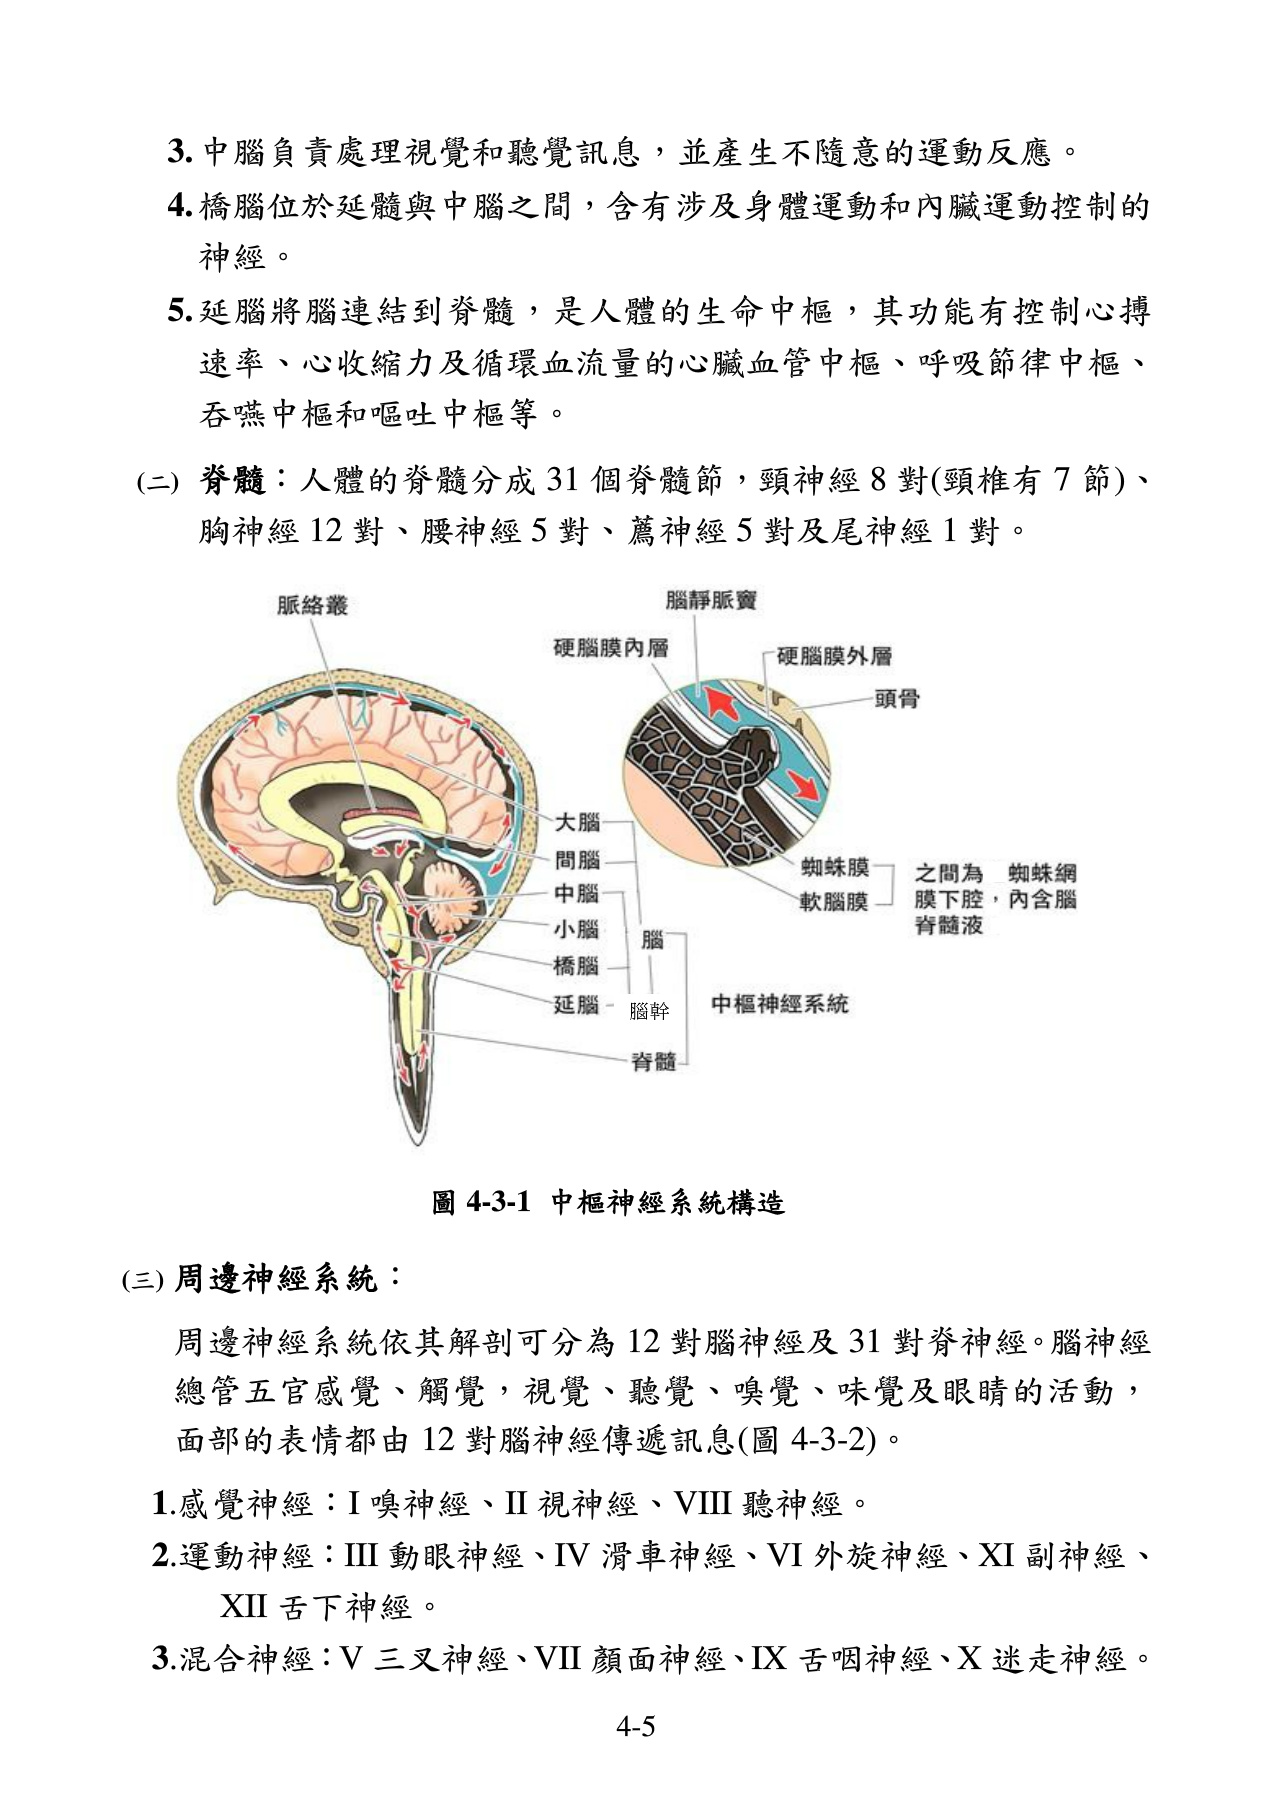 3. 中腦負責處理視覺和聽覺訊息，並產生不隨意的運動反應。
4. 橋腦位於延髓與中腦之間，含有涉及身體運動和內臟運動控制的
神經。
5. 延腦將腦連結到脊髓，是人體的生命中樞，其功能有控制心搏
速率、心收縮力及循環血流量的心臟血管中樞、呼吸節律中樞、
吞嚥中樞和嘔吐中樞等。
(二) 脊髓：人體的脊髓分成 31 個脊髓節，頸神經 8 對(頸椎有 7 節)、
胸神經 12 對、腰神經 5 對、薦神經 5 對及尾神經 1 對。
脈絡叢
腦靜脈竇
硬腦膜內層
硬腦膜外層
頭骨
大腦
間腦
中腦
小腦
橋腦
延腦
腦
腦幹
脊髓
中樞神經系統
蜘蛛膜
軟腦膜
之間為 蜘蛛網
膜下腔，內含腦
脊髓液
圖 4-3-1 中樞神經系統構造
(三) 周邊神經系統：
周邊神經系統依其解剖可分為 12 對腦神經及 31 對脊神經。腦神經
總管五官感覺、觸覺，視覺、聽覺、嗅覺、味覺及眼睛的活動，
面部的表情都由 12 對腦神經傳遞訊息(圖 4-3-2)。
1.感覺神經：I 嗅神經、II 視神經、VIII 聽神經。
2.運動神經：III 動眼神經、IV 滑車神經、VI 外旋神經、XI 副神經、
XII 舌下神經。
3.混合神經：V 三叉神經、VII 顏面神經、IX 舌咽神經、X 迷走神經。
4-5